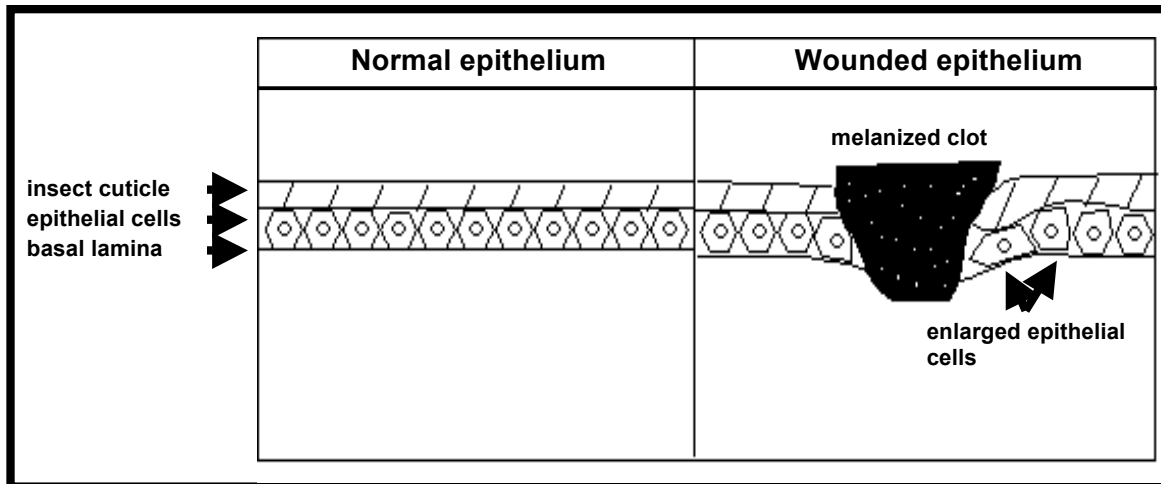 Normal epithelium
Wounded epithelium
melanized clot
insect cuticle
epithelial cells
basal lamina
enlarged epithelial
cells